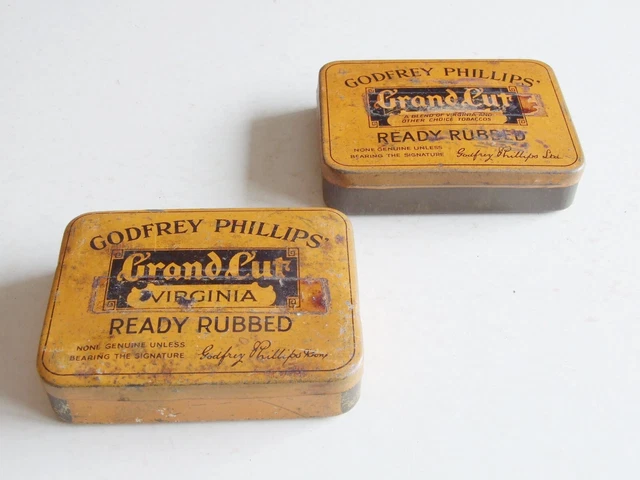 GODFREY PHILLIPS'
Grand Cut
A BLEND OF VIRGINIA AND
OTHER CHOICE TOBACCOS
READY RUBBED
NONE GENUINE UNLESS
BEARING THE SIGNATURE Godfrey Phillips Ltd.
GODFREY PHILLIPS'
Grand Cut
VIRGINIA
READY RUBBED
NONE GENUINE UNLESS
BEARING THE SIGNATURE Godfrey Phillips & Sons